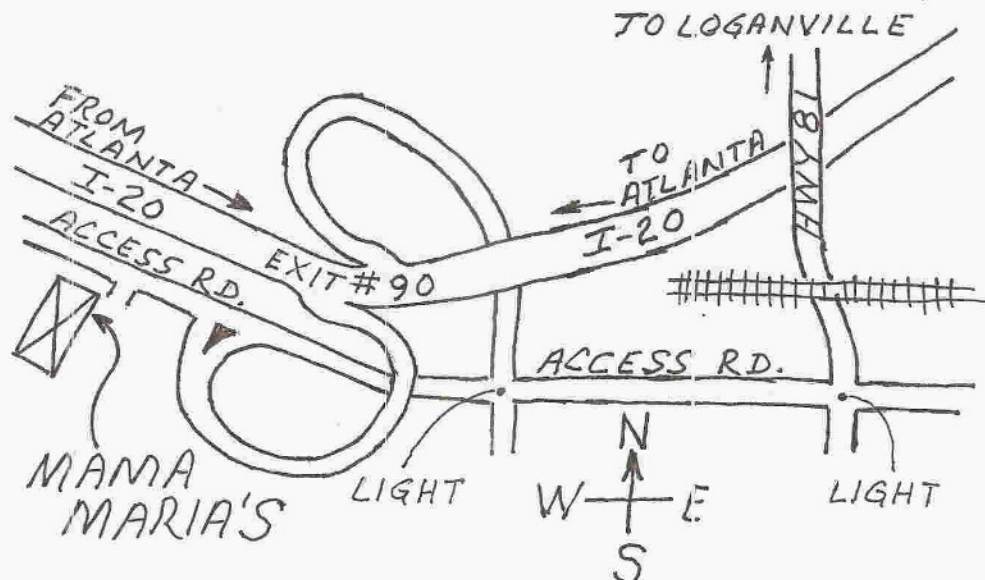 TO LOGANVILLE
FROM
ATLANTA
I-20
ACCESS RD.
EXIT # 90
TO
ATLANTA
I-20
HWY 81
ACCESS RD.
MAMA
MARIA'S
LIGHT
N
W E
S
LIGHT